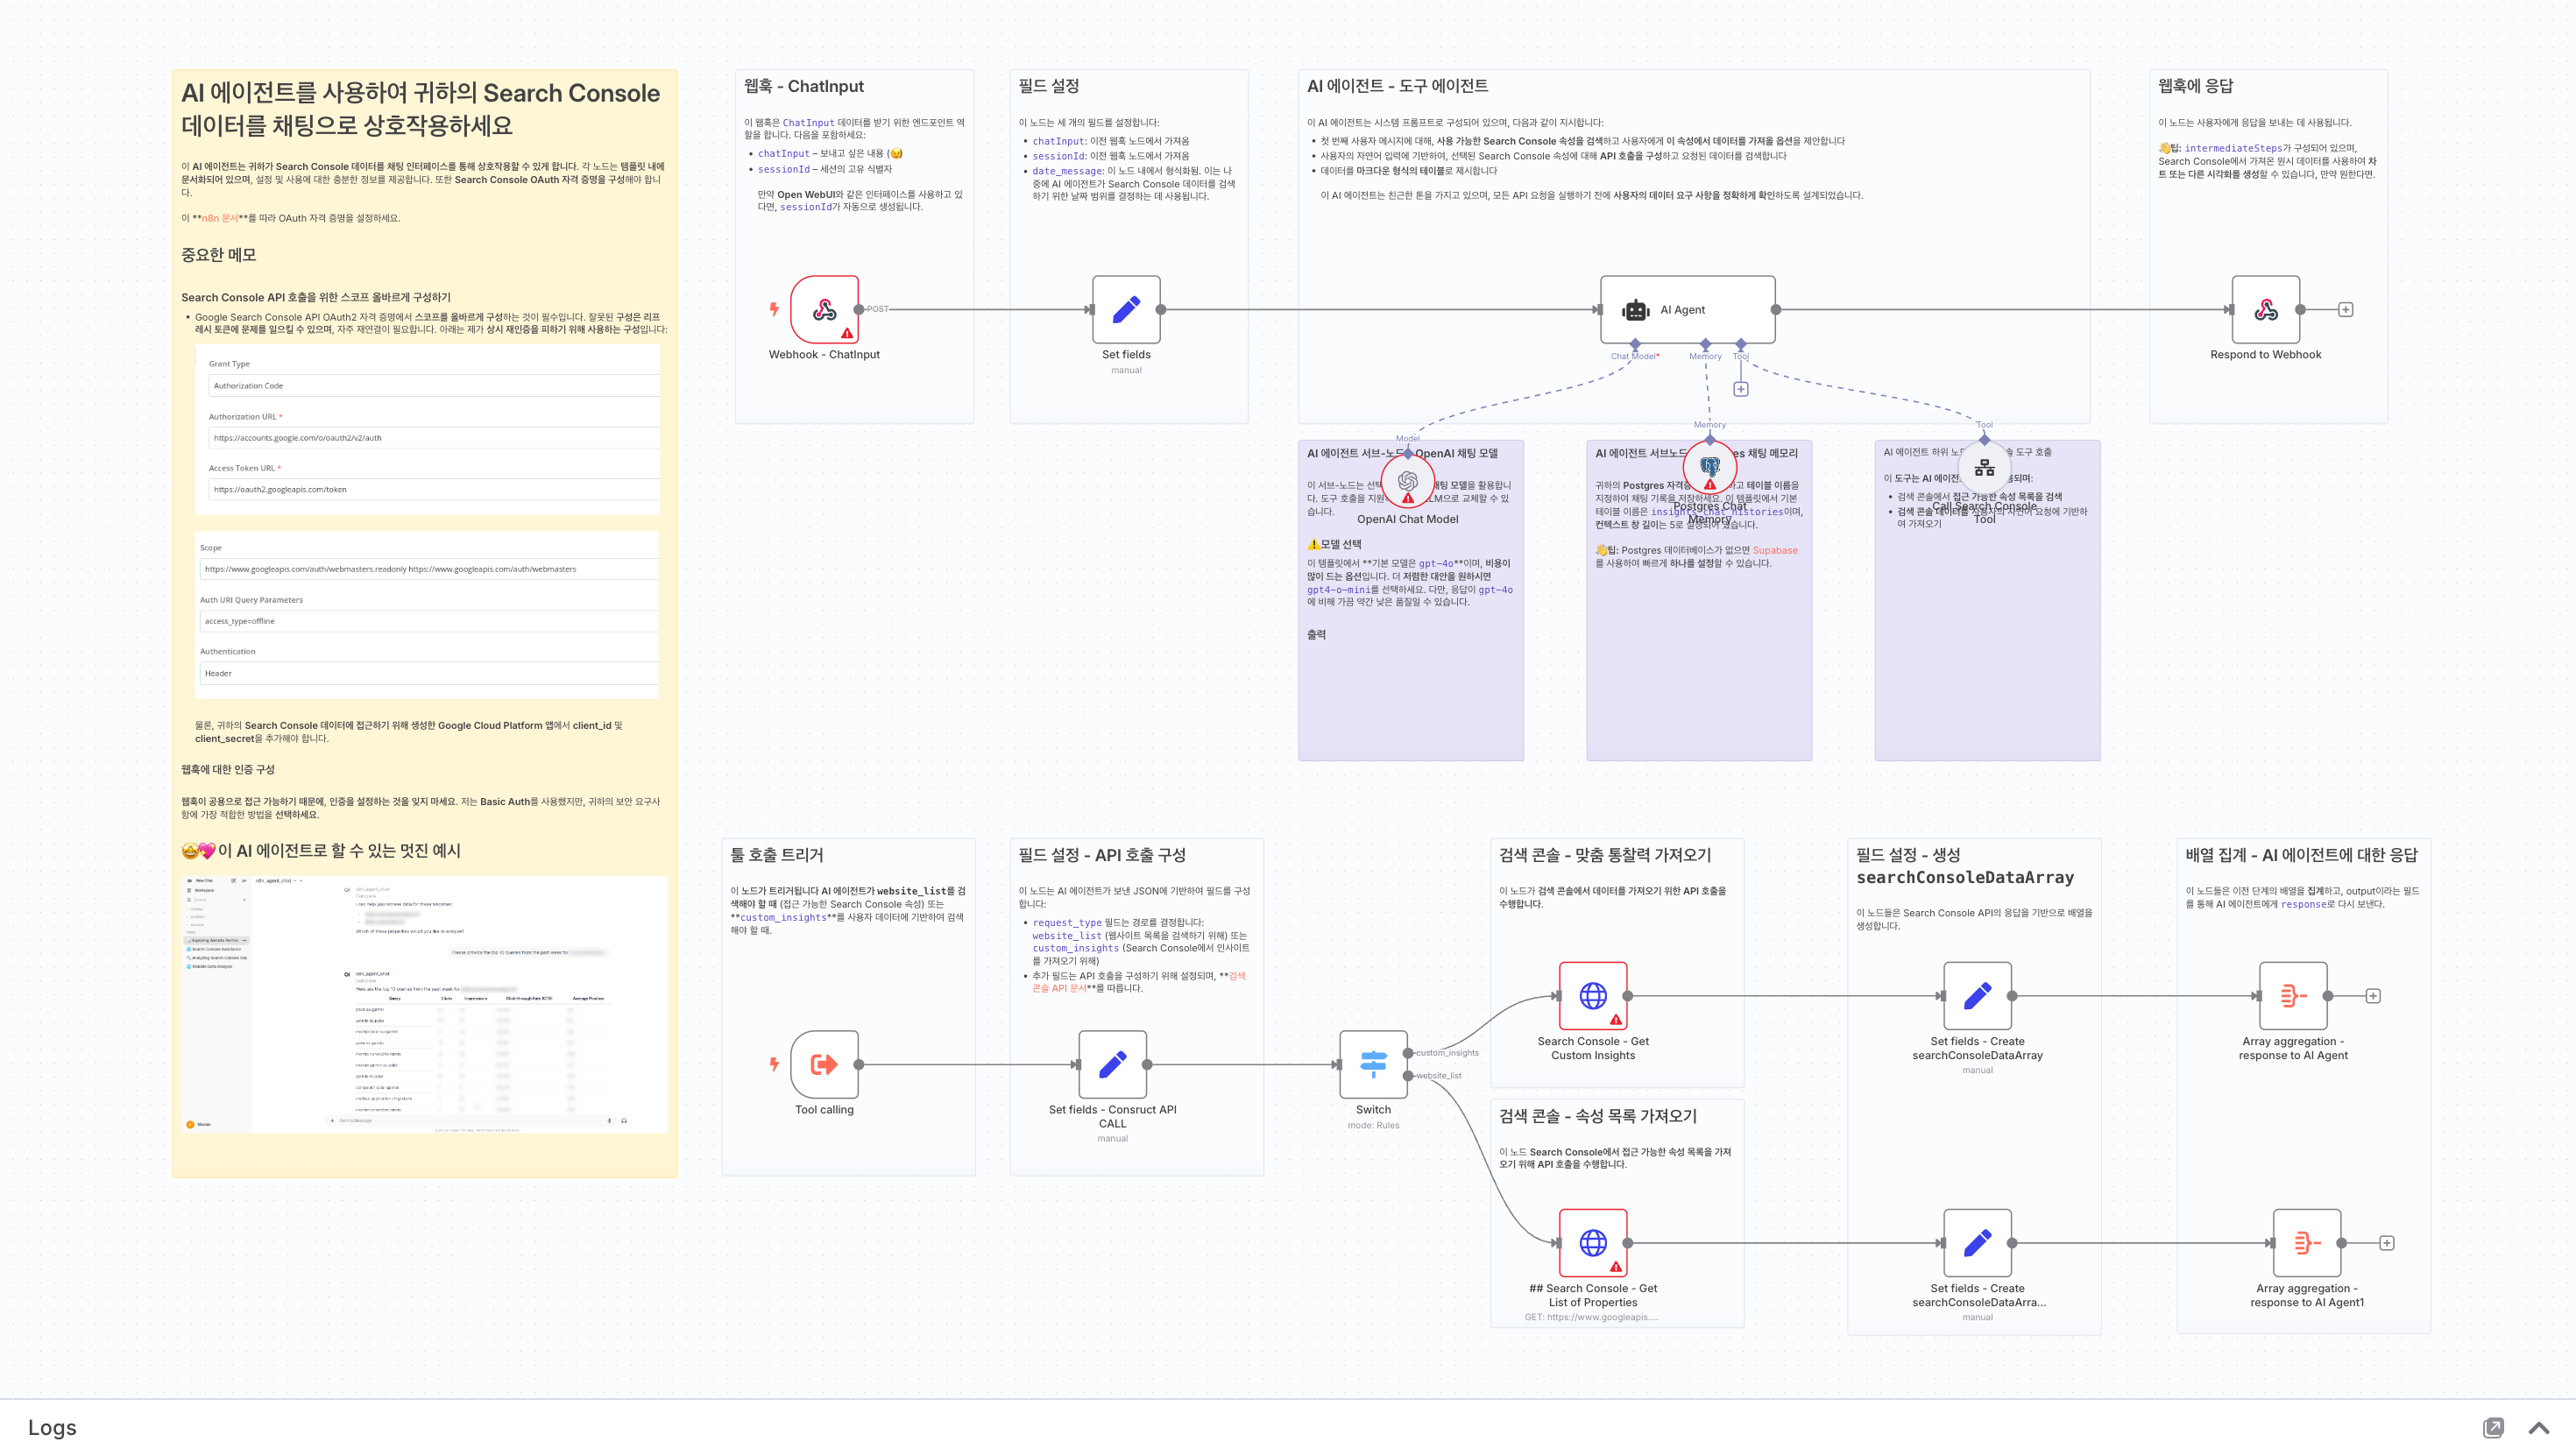 AI 에이전트를 사용하여 귀하의 Search Console
데이터를 채팅으로 상호작용하세요
이 AI 에이전트는 귀하가 Search Console 데이터를 채팅 인터페이스를 통해 상호작용할 수 있게 합니다. 각 노드는 템플릿 내에
문서화되어 있으며, 설정 및 사용에 대한 충분한 정보를 제공합니다. 또한 Search Console OAuth 자격 증명을 구성해야 합니
다.
이 **n8n 문서**를 따라 OAuth 자격 증명을 설정하세요.
중요한 메모
Search Console API 호출을 위한 스코프 올바르게 구성하기
• Google Search Console API OAuth2 자격 증명에서 스코프를 올바르게 구성하는 것이 필수입니다. 잘못된 구성은 리프
레시 토큰에 문제를 일으킬 수 있으며, 자주 재연결이 필요합니다. 아래는 제가 상시 재인증을 피하기 위해 사용하는 구성입니다:
Grant Type
Authorization Code
Authorization URL *
https://accounts.google.com/o/oauth2/v2/auth
Access Token URL *
https://oauth2.googleapis.com/token
Scope
https://www.googleapis.com/auth/webmasters.readonly https://www.googleapis.com/auth/webmasters
Auth URI Query Parameters
access_type=offline
Authentication
Header
물론, 귀하의 Search Console 데이터에 접근하기 위해 생성한 Google Cloud Platform 앱에서 client_id 및
client_secret을 추가해야 합니다.
웹훅에 대한 인증 구성
웹훅이 공용으로 접근 가능하기 때문에, 인증을 설정하는 것을 잊지 마세요. 저는 Basic Auth를 사용했지만, 귀하의 보안 요구사
항에 가장 적합한 방법을 선택하세요.
🤩💖 이 AI 에이전트로 할 수 있는 멋진 예시
New Chat
n8n_agent_chat
Workspace
Search
Exploring Website Perfor
Search Console Assistance
Analyzing Search Console Dat
Website Data Analysis
Nicolas
n8n_agent_chat
I can help you retrieve data for these websites:
Which of these properties would you like to analyze?
Please provide the top 10 queries from the past week for
n8n_agent_chat
Here are the top 10 queries from the past week for
Query Clicks Impressions Click-through Rate (CTR) Average Position
Send a Message
웹훅 - ChatInput
이 웹훅은 ChatInput 데이터를 받기 위한 엔드포인트 역
할을 합니다. 다음을 포함하세요:
• chatInput – 보내고 싶은 내용 (😉
• sessionId – 세션의 고유 식별자
만약 Open WebUI와 같은 인터페이스를 사용하고 있
다면, sessionId가 자동으로 생성됩니다.
POST
Webhook - ChatInput
필드 설정
이 노드는 세 개의 필드를 설정합니다:
• chatInput: 이전 웹훅 노드에서 가져옴
• sessionId: 이전 웹훅 노드에서 가져옴
• date_message: 이 노드 내에서 형식화됨. 이는 나
중에 AI 에이전트가 Search Console 데이터를 검색
하기 위한 날짜 범위를 결정하는 데 사용됩니다.
Set fields
manual
AI 에이전트 - 도구 에이전트
이 AI 에이전트는 시스템 프롬프트로 구성되어 있으며, 다음과 같이 지시합니다:
• 첫 번째 사용자 메시지에 대해, 사용 가능한 Search Console 속성을 검색하고 사용자에게 이 속성에서 데이터를 가져올 옵션을 제안합니다
• 사용자의 자연어 입력에 기반하여, 선택된 Search Console 속성에 대해 API 호출을 구성하고 요청된 데이터를 검색합니다
• 데이터를 마크다운 형식의 테이블로 제시합니다
이 AI 에이전트는 친근한 톤을 가지고 있으며, 모든 API 요청을 실행하기 전에 사용자의 데이터 요구 사항을 정확하게 확인하도록 설계되었습니다.
AI Agent
Chat Model*
Memory
Tool
웹훅에 응답
이 노드는 사용자에게 응답을 보내는 데 사용됩니다.
👋팁: intermediateSteps가 구성되어 있으며,
Search Console에서 가져온 원시 데이터를 사용하여 차
트 또는 다른 시각화를 생성할 수 있습니다, 만약 원한다면.
Respond to Webhook
Model
AI 에이전트 서브-노드 OpenAI 채팅 모델
이 서브-노드는 선택 채팅 모델을 활용합니
다. 도구 호출을 지원 LLM으로 교체할 수 있
습니다.
OpenAI Chat Model
⚠️모델 선택
이 템플릿에서 **기본 모델은 gpt-4o**이며, 비용이
많이 드는 옵션입니다. 더 저렴한 대안을 원하시면
gpt4-o-mini를 선택하세요. 다만, 응답이 gpt-4o
에 비해 가끔 약간 낮은 품질일 수 있습니다.
출력
Memory
AI 에이전트 서브노드 채팅 메모리
귀하의 Postgres 자격증 하고 테이블 이름을
지정하여 채팅 기록을 저장하세요. 이 템플릿에서 기본
테이블 이름은 insights_chat_histories이며,
컨텍스트 창 길이는 5로 설정되어 있습니다.
Postgres Chat
Memory
👋팁: Postgres 데이터베이스가 없으면 Supabase
를 사용하여 빠르게 하나를 설정할 수 있습니다.
Tool
AI 에이전트 하위 노 도구 호출
이 도구는 AI 에이전
• 검색 콘솔에서 접근 가능한 속성 목록을 검색
• 검색 콘솔 데이터를 사용자의 자연어 요청에 기반하
여 가져오기
Call Search Console
Tool
툴 호출 트리거
이 노드가 트리거됩니다 AI 에이전트가 website_list를 검
색해야 할 때 (접근 가능한 Search Console 속성) 또는
**custom_insights**를 사용자 데이터에 기반하여 검색
해야 할 때.
Tool calling
필드 설정 - API 호출 구성
이 노드는 AI 에이전트가 보낸 JSON에 기반하여 필드를 구성
합니다:
• request_type 필드는 경로를 결정합니다:
website_list (웹사이트 목록을 검색하기 위해) 또는
custom_insights (Search Console에서 인사이트
를 가져오기 위해)
• 추가 필드는 API 호출을 구성하기 위해 설정되며, **검색
콘솔 API 문서**를 따릅니다.
Set fields - Consruct API
CALL
manual
Switch
mode: Rules
custom_insights
website_list
검색 콘솔 - 맞춤 통찰력 가져오기
이 노드가 검색 콘솔에서 데이터를 가져오기 위한 API 호출을
수행합니다.
Search Console - Get
Custom Insights
검색 콘솔 - 속성 목록 가져오기
이 노드 Search Console에서 접근 가능한 속성 목록을 가져
오기 위해 API 호출을 수행합니다.
## Search Console - Get
List of Properties
GET: https://www.googleapis....
필드 설정 - 생성
searchConsoleDataArray
이 노드들은 Search Console API의 응답을 기반으로 배열을
생성합니다.
Set fields - Create
searchConsoleDataArray
manual
Set fields - Create
searchConsoleDataArra...
manual
배열 집계 - AI 에이전트에 대한 응답
이 노드들은 이전 단계의 배열을 집계하고, output이라는 필드
를 통해 AI 에이전트에게 response로 다시 보낸다.
Array aggregation -
response to AI Agent
Array aggregation -
response to AI Agent1
Logs